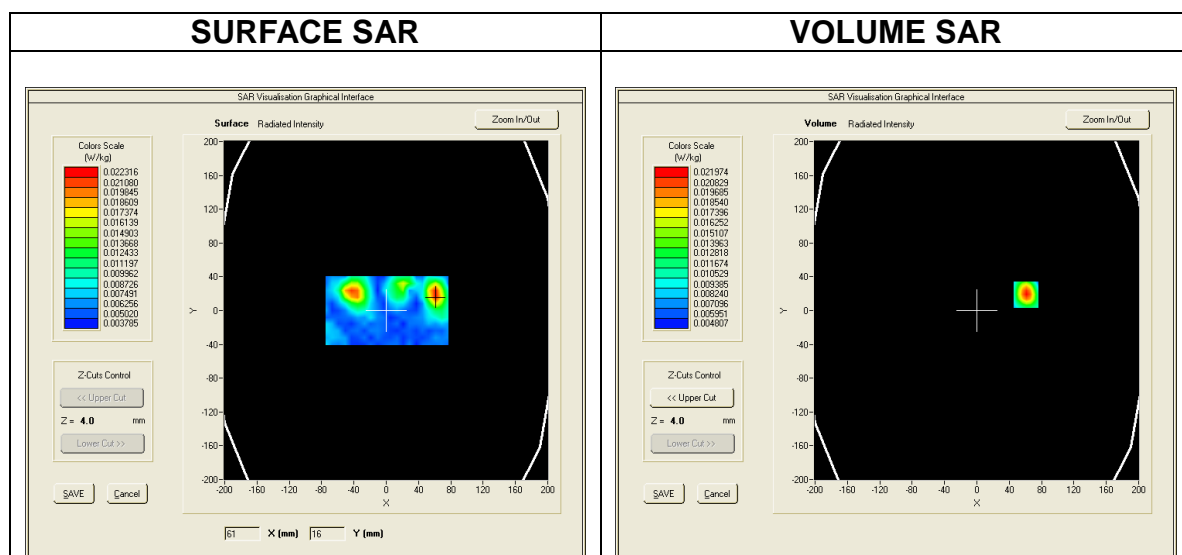 SURFACE SAR
VOLUME SAR
SAR Visualisation Graphical Interface
Surface Radiated Intensity
Zoom In/Out
Colors Scale
(W/kg)
0.022316
0.021080
0.019845
0.018609
0.017374
0.016139
0.014903
0.013668
0.012433
0.011197
0.009962
0.008726
0.007491
0.006256
0.005020
0.003785
Z-Cuts Control
<< Upper Cut
Z = 4.0 mm
Lower Cut >>
SAVE Cancel
200
160
120
80
40
0
-40
-80
-120
-160
-200
Y
-200 -160 -120 -80 -40 0 40 80 120 160 200
X
61 X (mm) 16 Y (mm)
SAR Visualisation Graphical Interface
Volume Radiated Intensity
Zoom In/Out
Colors Scale
(W/kg)
0.021974
0.020829
0.019685
0.018540
0.017396
0.016252
0.015107
0.013963
0.012818
0.011674
0.010529
0.009385
0.008240
0.007096
0.005951
0.004807
Z-Cuts Control
<< Upper Cut
Z = 4.0 mm
Lower Cut >>
SAVE Cancel
200
160
120
80
40
0
-40
-80
-120
-160
-200
Y
-200 -160 -120 -80 -40 0 40 80 120 160 200
X